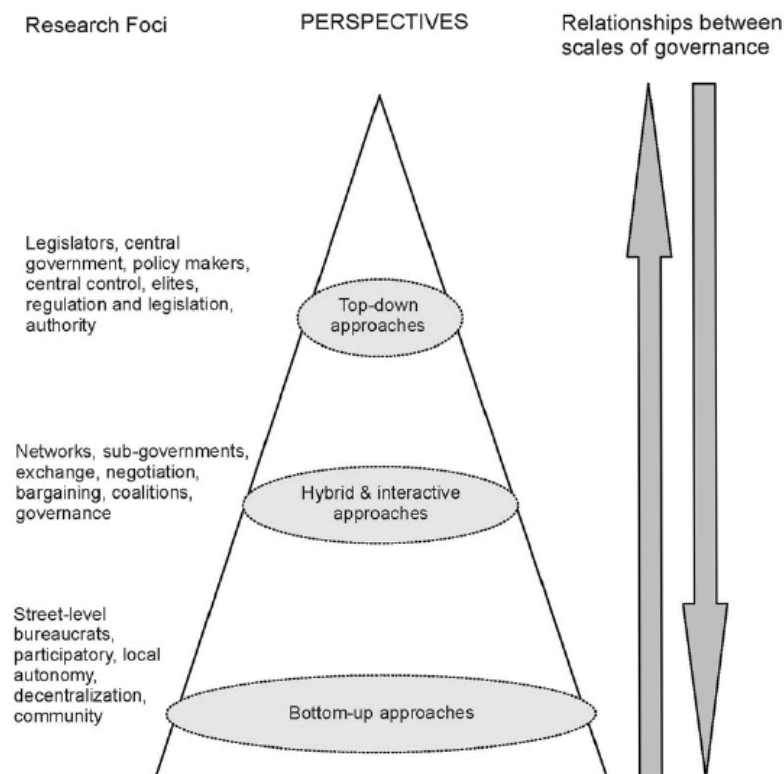 Research Foci
PERSPECTIVES
Relationships between
scales of governance
Legislators, central
government, policy makers,
central control, elites,
regulation and legislation,
authority
Top-down
approaches
Networks, sub-governments,
exchange, negotiation,
bargaining, coalitions,
governance
Hybrid & interactive
approaches
Street-level
bureaucrats,
participatory, local
autonomy,
decentralization,
community
Bottom-up approaches